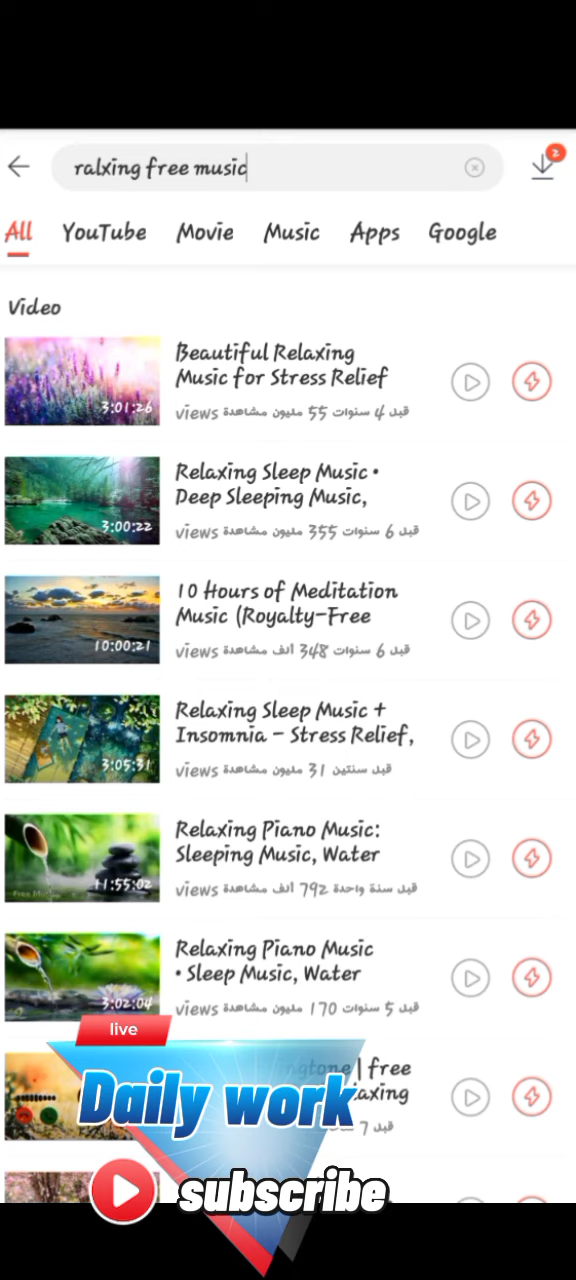 ralxing free music
2
All YouTube Movie Music Apps Google
Video
Beautiful Relaxing
Music for Stress Relief
3:01:26
views قبل 4 سنوات 55 مليون مشاهدة
Relaxing Sleep Music •
Deep Sleeping Music,
3:00:22
views قبل 6 سنوات 355 مليون مشاهدة
10 Hours of Meditation
Music (Royalty-Free
10:00:21
views قبل 6 سنوات 348 ألف مشاهدة
Relaxing Sleep Music +
Insomnia - Stress Relief,
3:05:31
views قبل سنتين 31 مليون مشاهدة
Relaxing Piano Music:
Sleeping Music, Water
11:55:02
views قبل سنة واحدة 792 ألف مشاهدة
Relaxing Piano Music
• Sleep Music, Water
3:02:04
views قبل 5 سنوات 170 مليون مشاهدة
live
| free
Daily work
قبل 7
subscribe